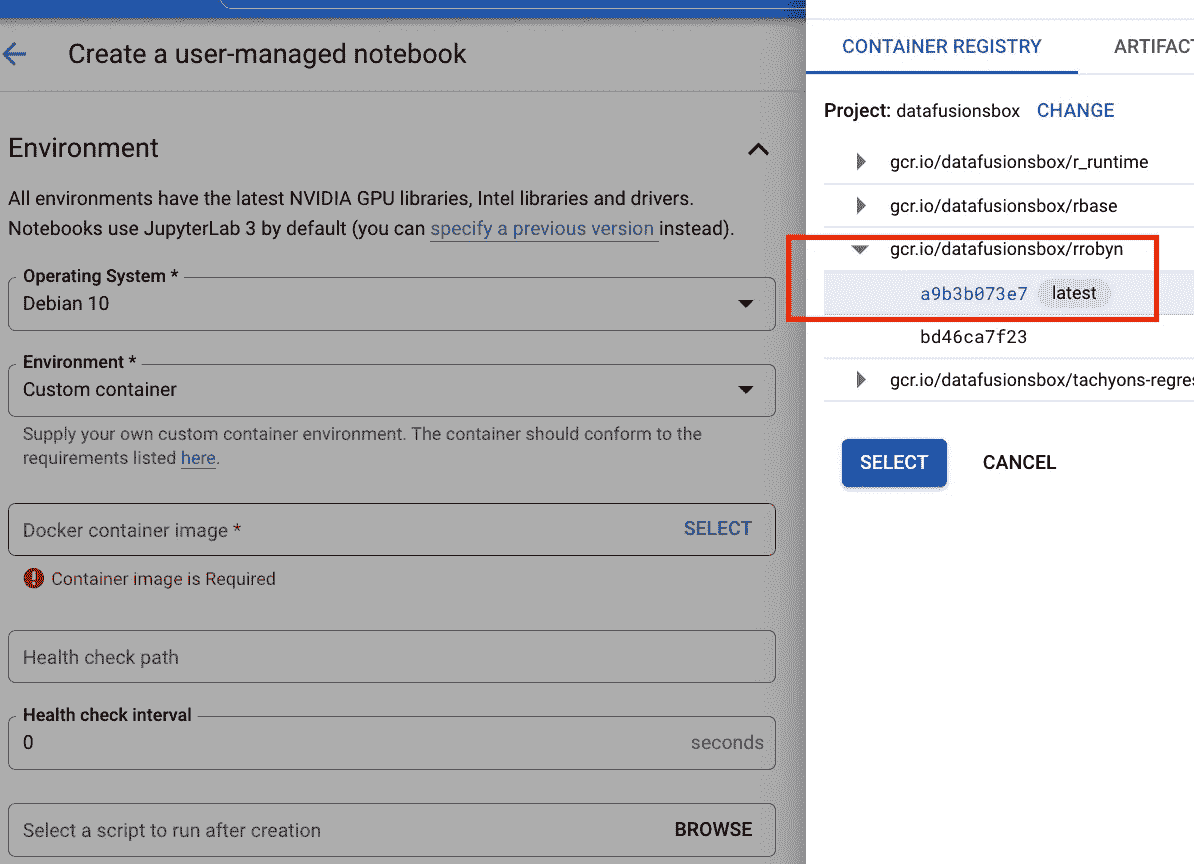 Create a user-managed notebook
Environment
All environments have the latest NVIDIA GPU libraries, Intel libraries and drivers.
Notebooks use JupyterLab 3 by default (you can specify a previous version instead).
Operating System *
Debian 10
Environment *
Custom container
Supply your own custom container environment. The container should conform to the
requirements listed here.
Docker container image *
SELECT
Container image is Required
Health check path
Health check interval
0
seconds
Select a script to run after creation
BROWSE
CONTAINER REGISTRY
ARTIFACT
Project: datafusionsbox CHANGE
gcr.io/datafusionsbox/r_runtime
gcr.io/datafusionsbox/rbase
gcr.io/datafusionsbox/rrobyn
a9b3b073e7 latest
bd46ca7f23
gcr.io/datafusionsbox/tachyons-regres
SELECT
CANCEL